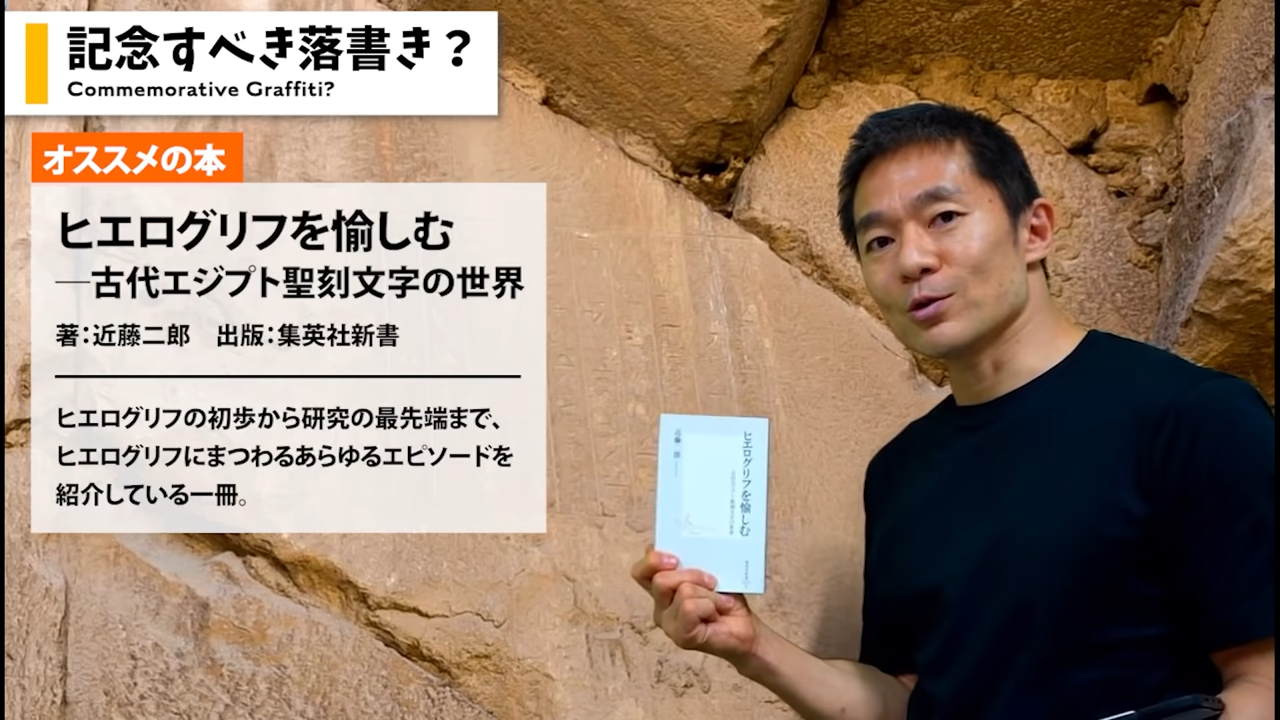 記念すべき落書き?
Commemorative Graffiti?
オススメの本
ヒエログリフを愉しむ
―古代エジプト聖刻文字の世界
著:近藤二郎 出版:集英社新書
ヒエログリフの初歩から研究の最先端まで、
ヒエログリフにまつわるあらゆるエピソードを
紹介している一冊。
ヒエログリフを愉しむ